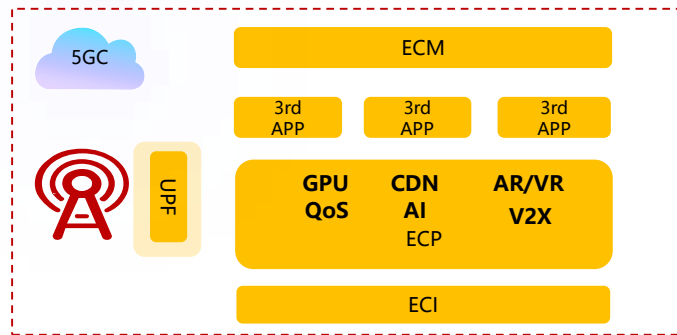 5GC
ECM
3rd
APP
3rd
APP
3rd
APP
UPF
GPU CDN AR/VR
QoS AI V2X
ECP
ECI